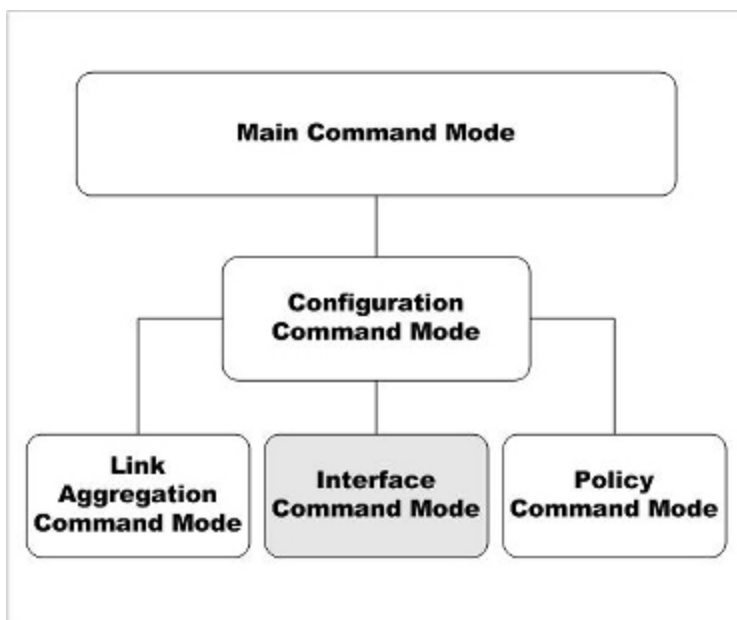 Main Command Mode
Configuration
Command Mode
Link
Aggregation
Command Mode
Interface
Command Mode
Policy
Command Mode